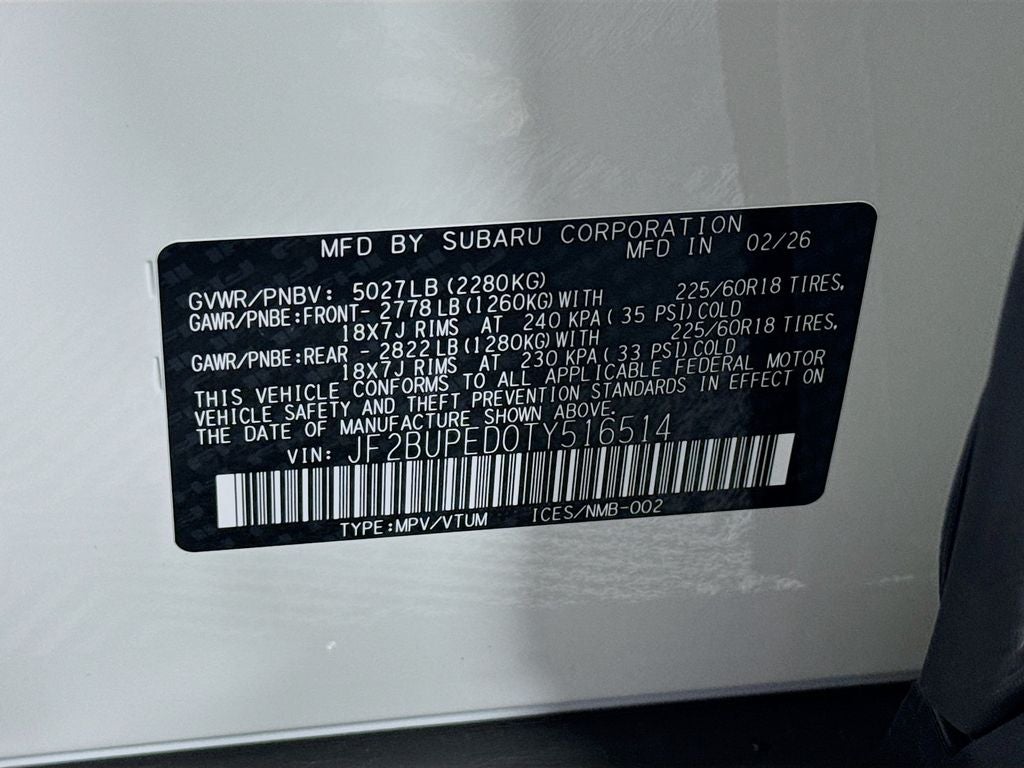 MFD BY SUBARU CORPORATION
MFD IN 02/26
GVWR/PNBV: 5027LB(2280KG)
GAWR/PNBE:FRONT- 2778LB(1260KG)WITH 225/60R18 TIRES,
18X7J RIMS AT 240 KPA( 35 PSI)COLD
GAWR/PNBE:REAR - 2822LB(1280KG)WITH 225/60R18 TIRES,
18X7J RIMS AT 230 KPA( 33 PSI)COLD
THIS VEHICLE CONFORMS TO ALL APPLICABLE FEDERAL MOTOR
VEHICLE SAFETY AND THEFT PREVENTION STANDARDS IN EFFECT ON
THE DATE OF MANUFACTURE SHOWN ABOVE.
VIN: JF2BUPED0TY516514
TYPE:MPV/VTUM ICES/NMB-002